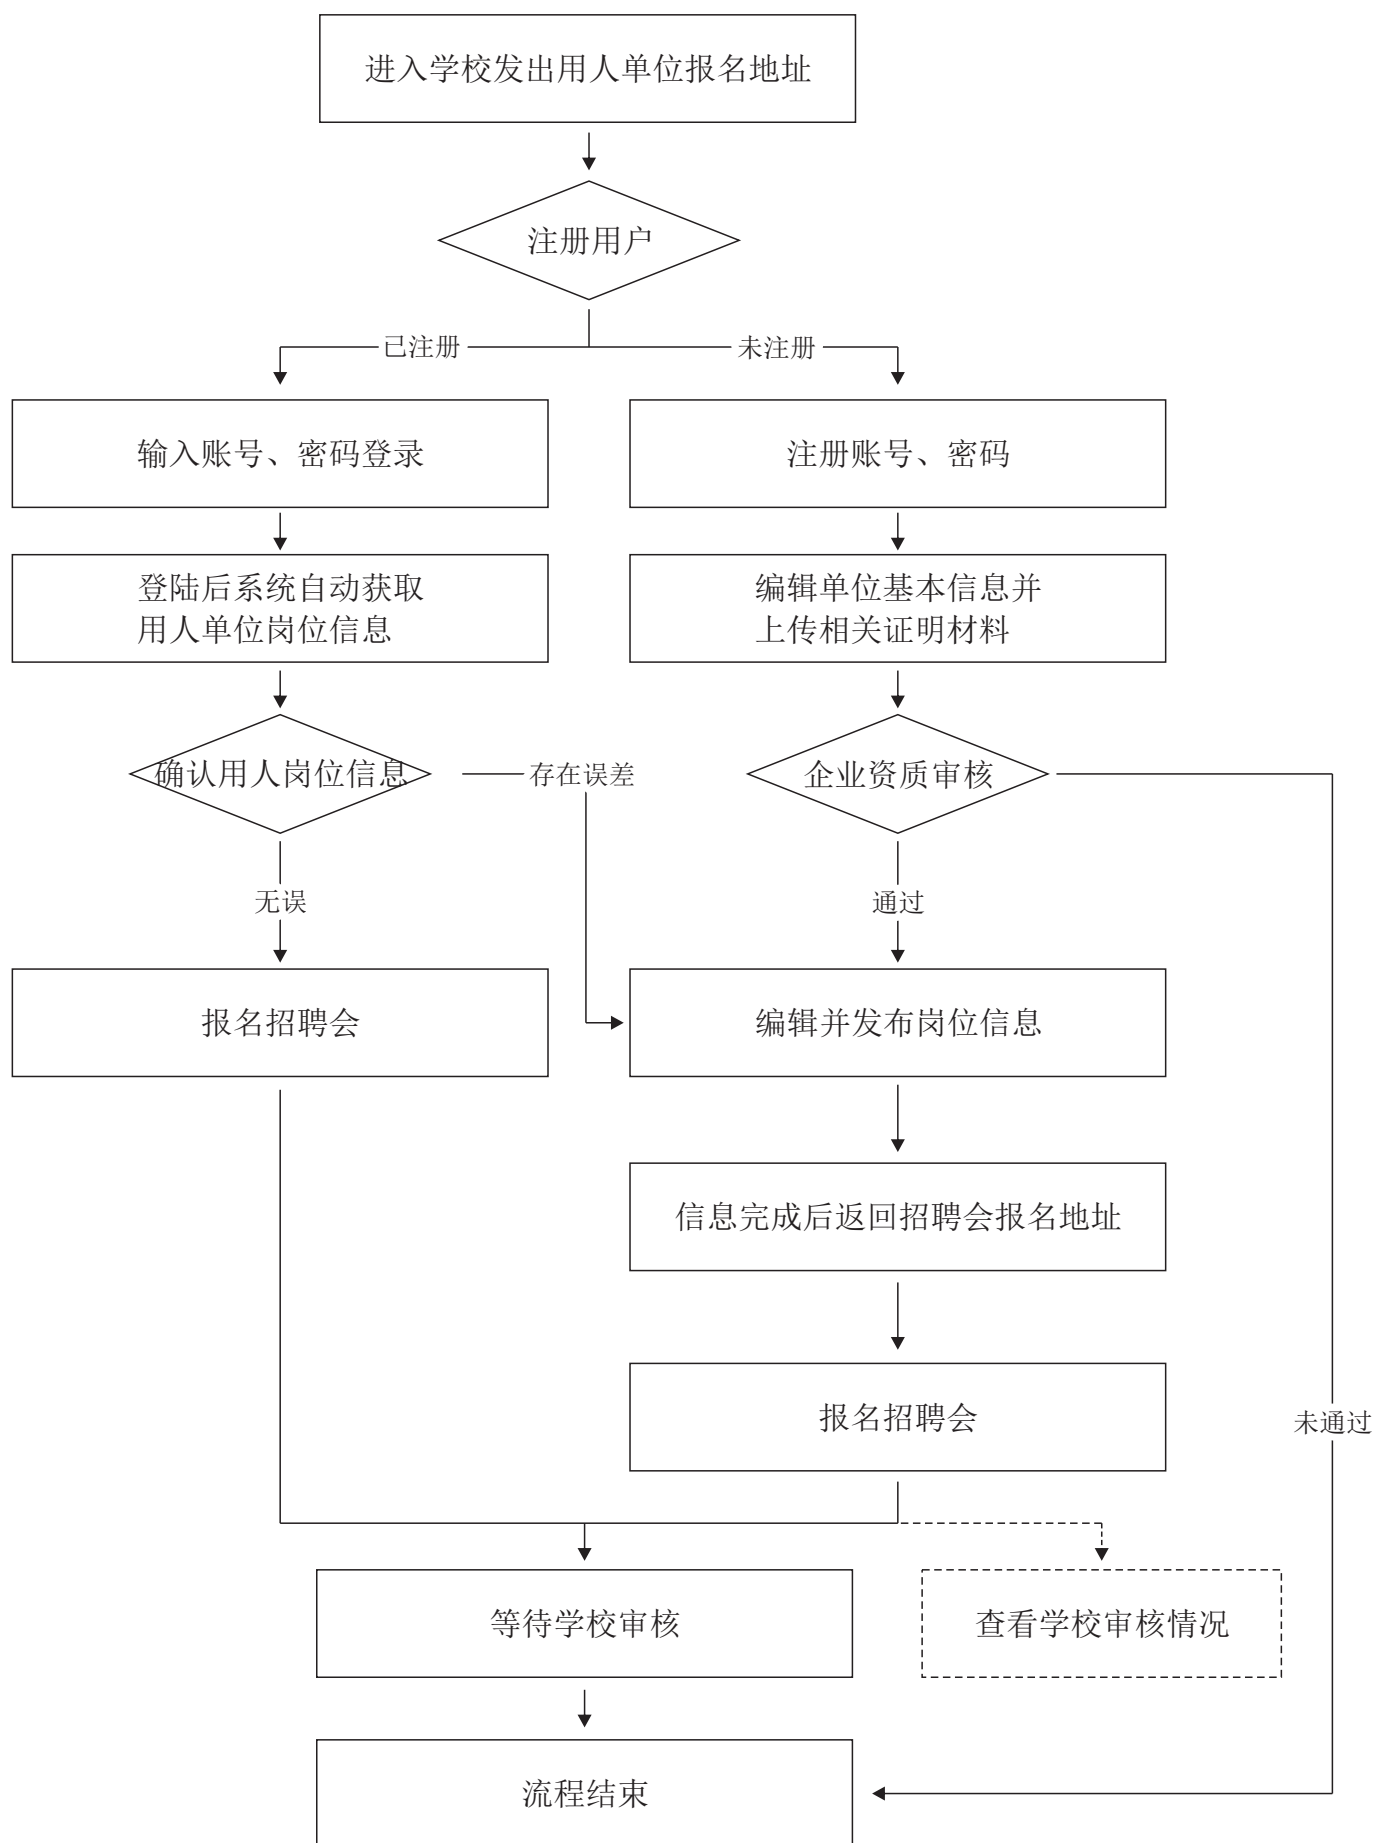 进入学校发出用人单位报名地址
注册用户
已注册
未注册
输入账号、密码登录
注册账号、密码
登陆后系统自动获取
用人单位岗位信息
编辑单位基本信息并
上传相关证明材料
确认用人岗位信息
存在误差
企业资质审核
无误
通过
报名招聘会
编辑并发布岗位信息
信息完成后返回招聘会报名地址
报名招聘会
未通过
等待学校审核
查看学校审核情况
流程结束